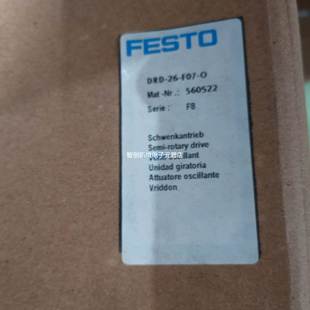 FESTO
DRD-26-F07-O
Mat.-Nr.: 560522
Serie: F8
Schwenkantrieb
Semi-rotary drive
Unidad giratoria
Attuatore oscillante
Vriddon